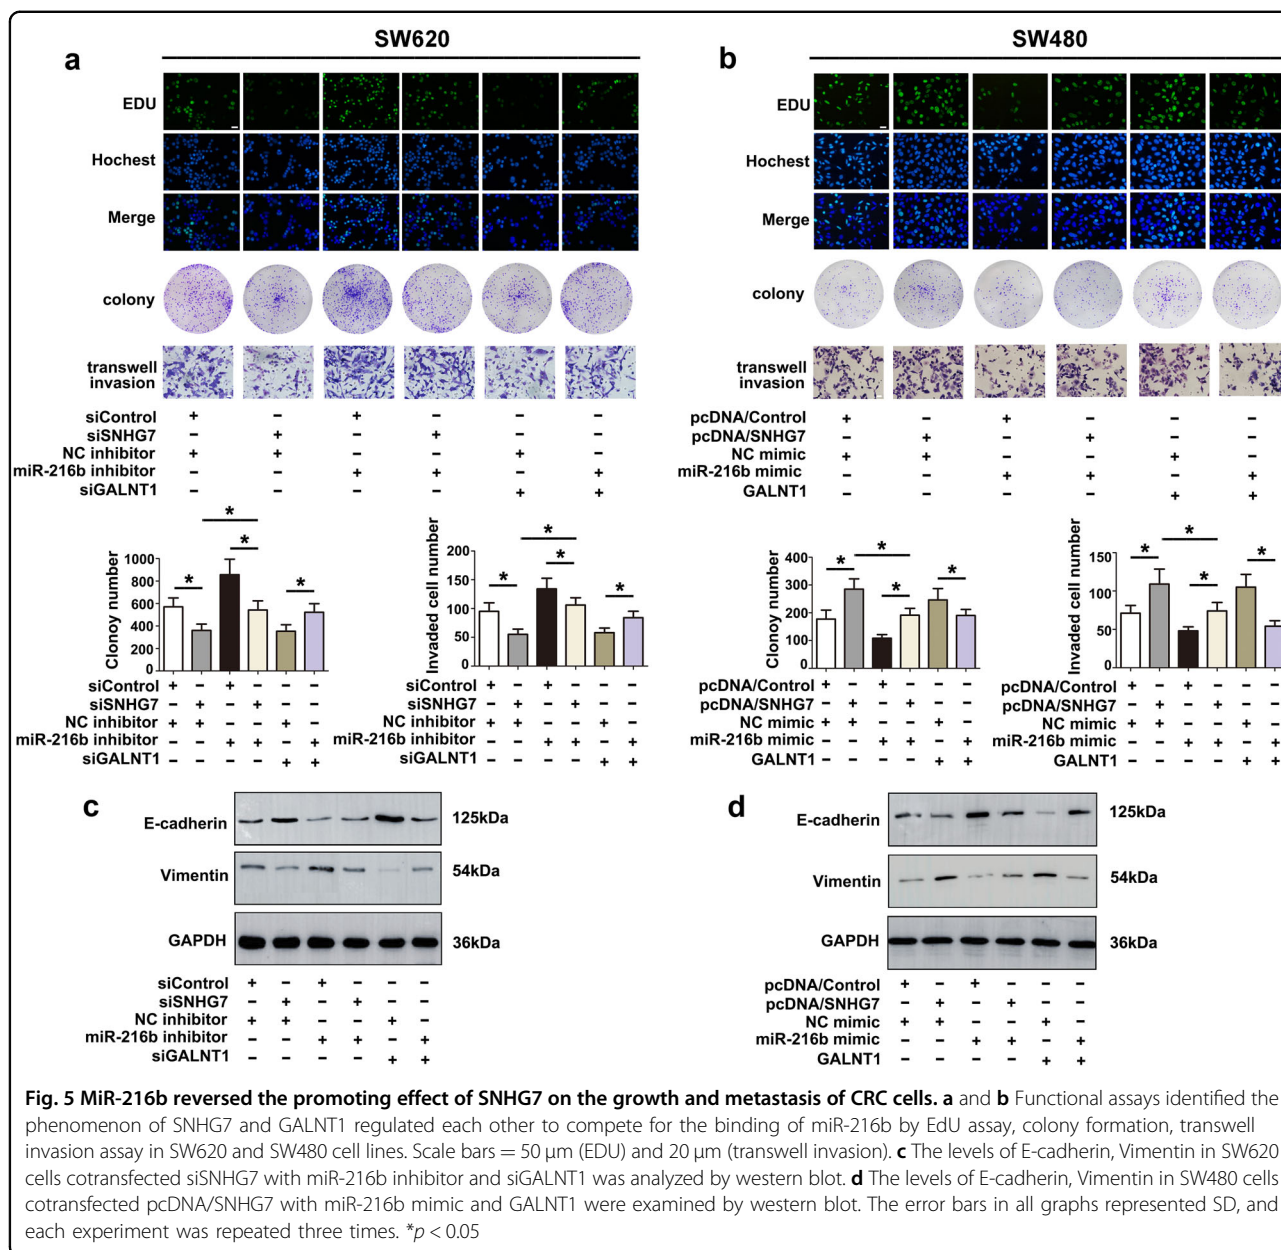 SW620
SW480
a
b
EDU
Hochest
Merge
colony
transwell
invasion
EDU
Hochest
Merge
colony
transwell
invasion
siControl + − + − − −
siSNHG7 − + − + − −
NC inhibitor + + − − + −
miR-216b inhibitor − − + + − +
siGALNT1 − − − − + +
pcDNA/Control + − + − − −
pcDNA/SNHG7 − + − + − −
NC mimic + + − − + −
miR-216b mimic − − + + − +
GALNT1 − − − − + +
Clonoy number
1000
800
600
400
200
0
* * * *
siControl + − + − − −
siSNHG7 − + − + − −
NC inhibitor + + − − + −
miR-216b inhibitor − − + + − +
siGALNT1 − − − − + +
Invaded cell number
200
150
100
50
0
* * * *
siControl + − + − − −
siSNHG7 − + − + − −
NC inhibitor + + − − + −
miR-216b inhibitor − − + + − +
siGALNT1 − − − − + +
Clonoy number
400
300
200
100
0
* * * *
pcDNA/Control + − + − − −
pcDNA/SNHG7 − + − + − −
NC mimic + + − − + −
miR-216b mimic − − + + − +
GALNT1 − − − − + +
Invaded cell number
150
100
50
0
* * * *
pcDNA/Control + − + − − −
pcDNA/SNHG7 − + − + − −
NC mimic + + − − + −
miR-216b mimic − − + + − +
GALNT1 − − − − + +
c
E-cadherin 125kDa
Vimentin 54kDa
GAPDH 36kDa
siControl + − + − − −
siSNHG7 − + − + − −
NC inhibitor + + − − + −
miR-216b inhibitor − − + + − +
siGALNT1 − − − − + +
d
E-cadherin 125kDa
Vimentin 54kDa
GAPDH 36kDa
pcDNA/Control + − + − − −
pcDNA/SNHG7 − + − + − −
NC mimic + + − − + −
miR-216b mimic − − + + − +
GALNT1 − − − − + +
Fig. 5 MiR-216b reversed the promoting effect of SNHG7 on the growth and metastasis of CRC cells. a and b Functional assays identified the
phenomenon of SNHG7 and GALNT1 regulated each other to compete for the binding of miR-216b by EdU assay, colony formation, transwell
invasion assay in SW620 and SW480 cell lines. Scale bars = 50 μm (EDU) and 20 μm (transwell invasion). c The levels of E-cadherin, Vimentin in SW620
cells cotransfected siSNHG7 with miR-216b inhibitor and siGALNT1 was analyzed by western blot. d The levels of E-cadherin, Vimentin in SW480 cells
cotransfected pcDNA/SNHG7 with miR-216b mimic and GALNT1 were examined by western blot. The error bars in all graphs represented SD, and
each experiment was repeated three times. *p < 0.05